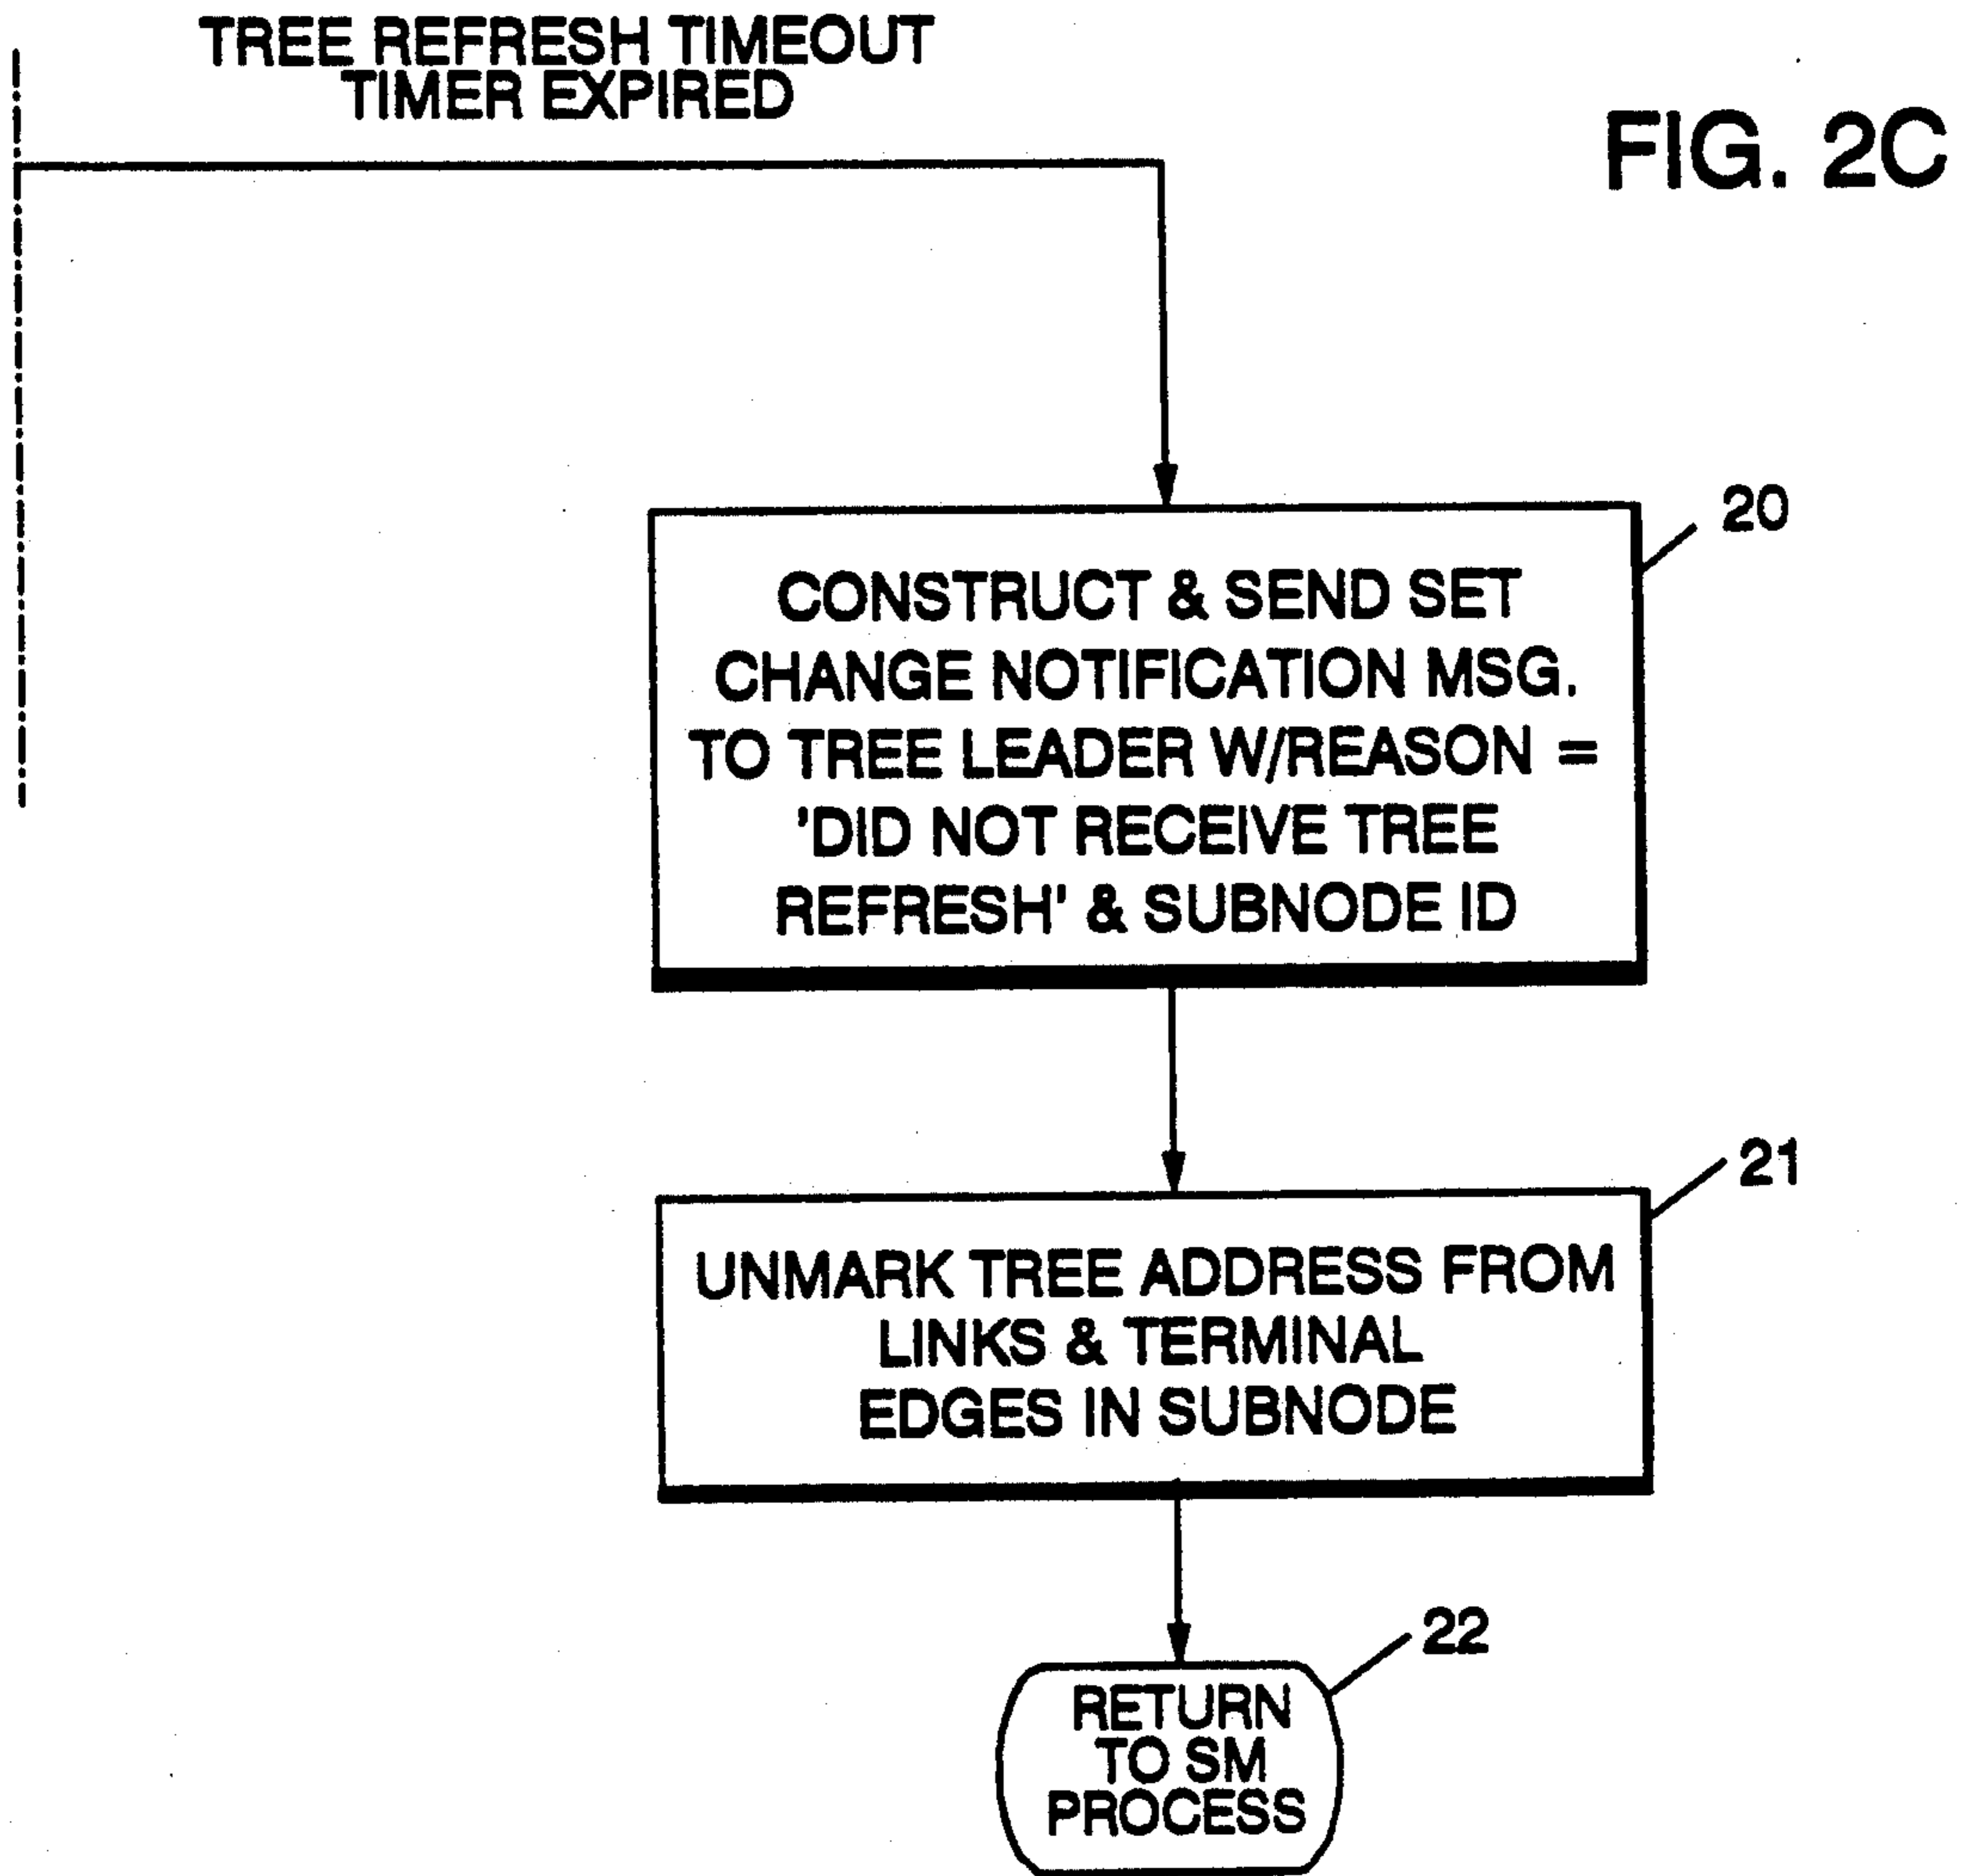 TREE REFRESH TIMEOUT
TIMER EXPIRED
FIG. 2C
20
CONSTRUCT & SEND SET
CHANGE NOTIFICATION MSG.
TO TREE LEADER W/REASON =
'DID NOT RECEIVE TREE
REFRESH' & SUBNODE ID
21
UNMARK TREE ADDRESS FROM
LINKS & TERMINAL
EDGES IN SUBNODE
22
RETURN
TO SM
PROCESS